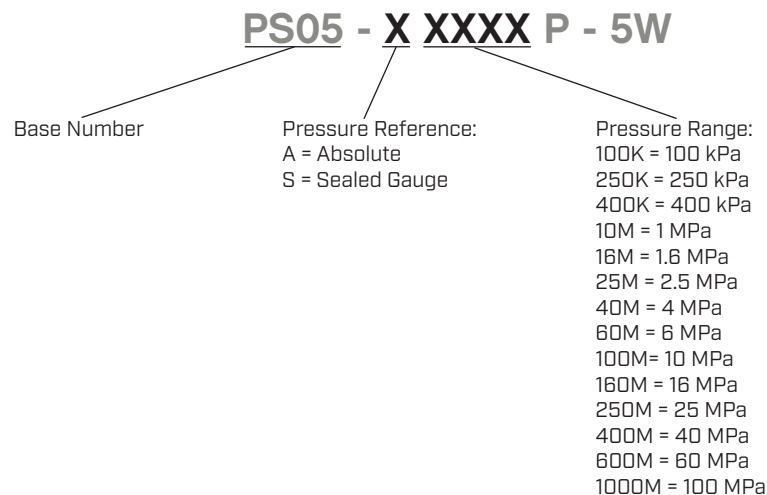 PS05 - X XXXX P - 5W
Base Number
Pressure Reference:
A = Absolute
S = Sealed Gauge
Pressure Range:
100K = 100 kPa
250K = 250 kPa
400K = 400 kPa
10M = 1 MPa
16M = 1.6 MPa
25M = 2.5 MPa
40M = 4 MPa
60M = 6 MPa
100M= 10 MPa
160M = 16 MPa
250M = 25 MPa
400M = 40 MPa
600M = 60 MPa
1000M = 100 MPa